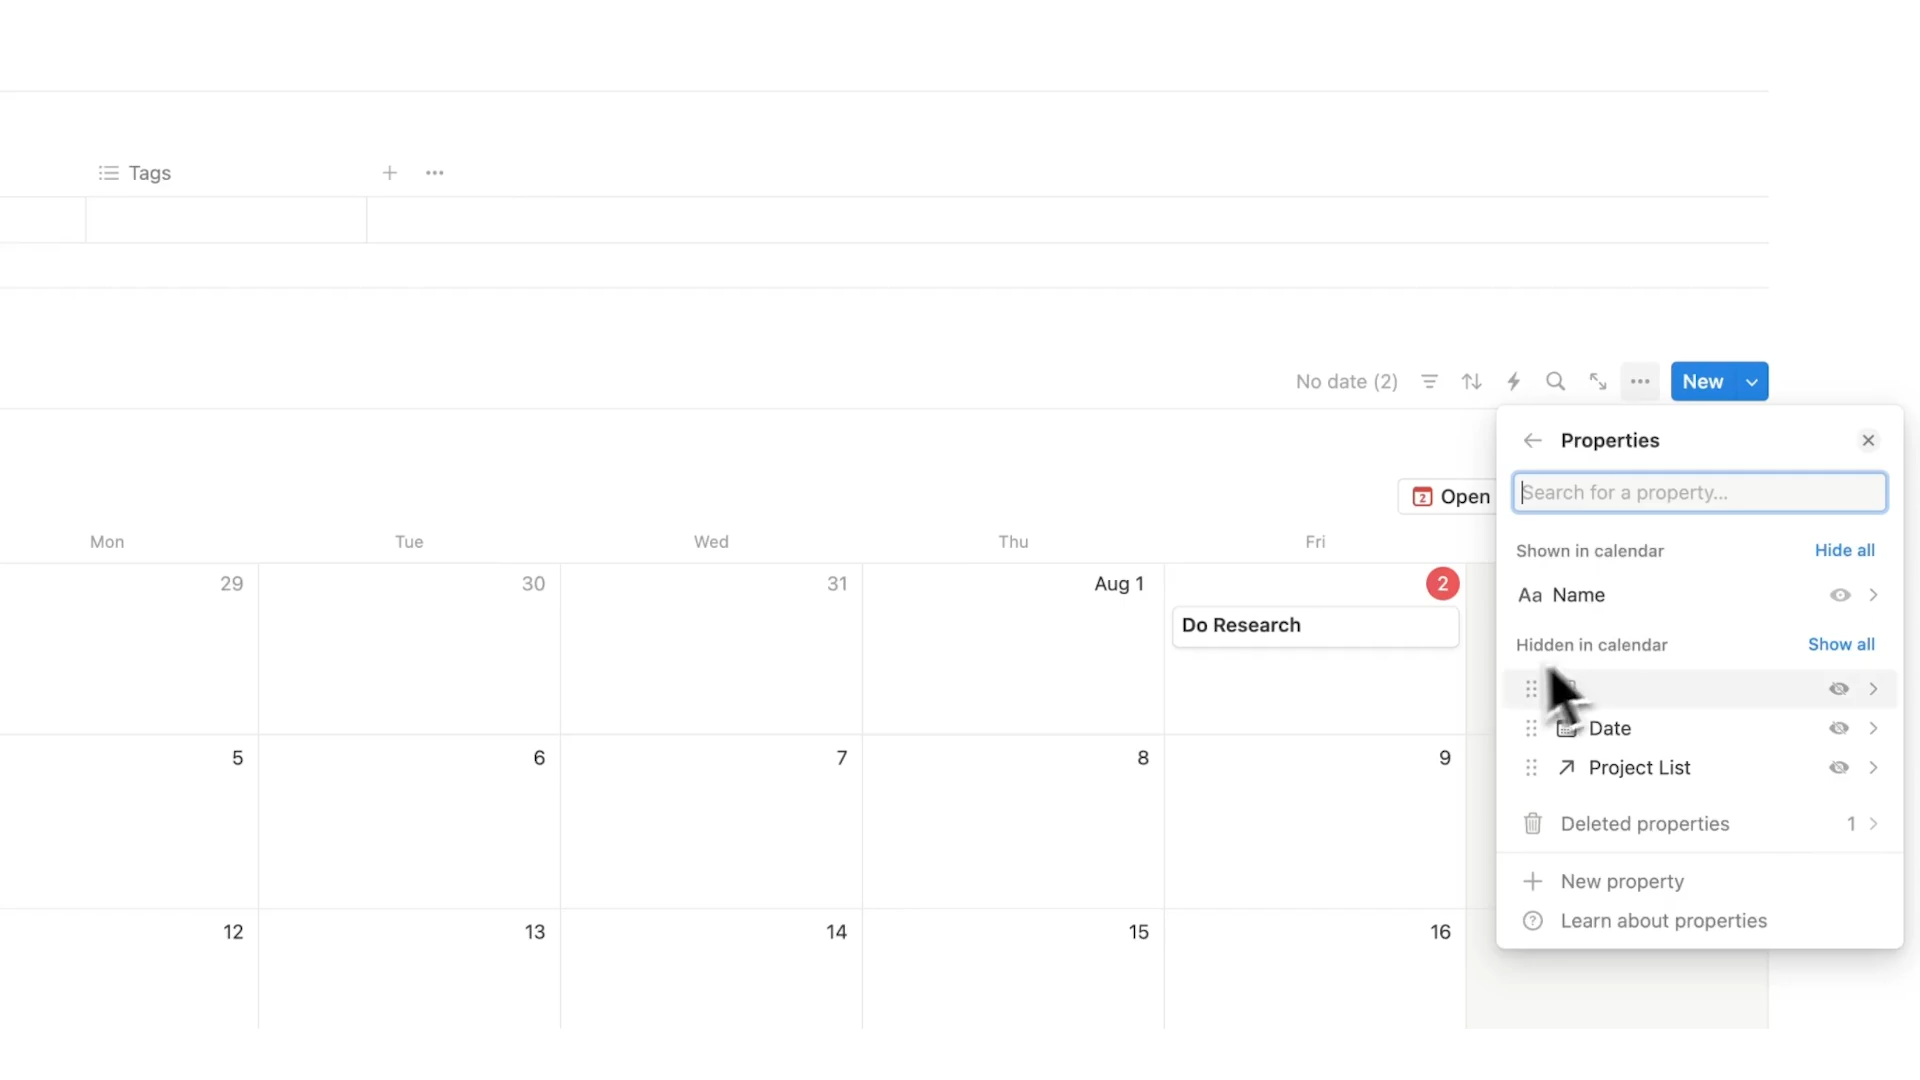 Tags
No date (2)
New
Properties
Search for a property...
2 Open
Shown in calendar Hide all
Mon Tue Wed Thu Fri
29 30 31 Aug 1 2
Aa Name
Do Research
Hidden in calendar Show all
Date
5 6 7 8 9
Project List
Deleted properties 1
New property
Learn about properties
12 13 14 15 16